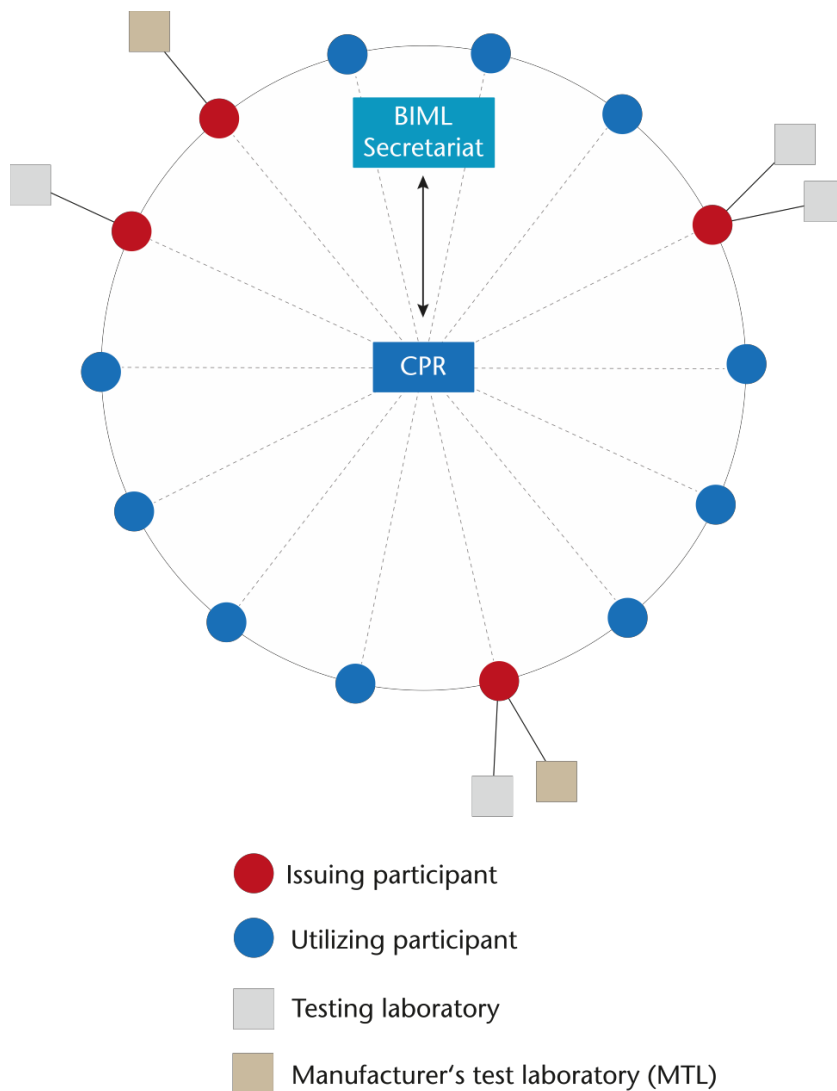 BIML
Secretariat
CPR
Issuing participant
Utilizing participant
Testing laboratory
Manufacturer‘s test laboratory (MTL)